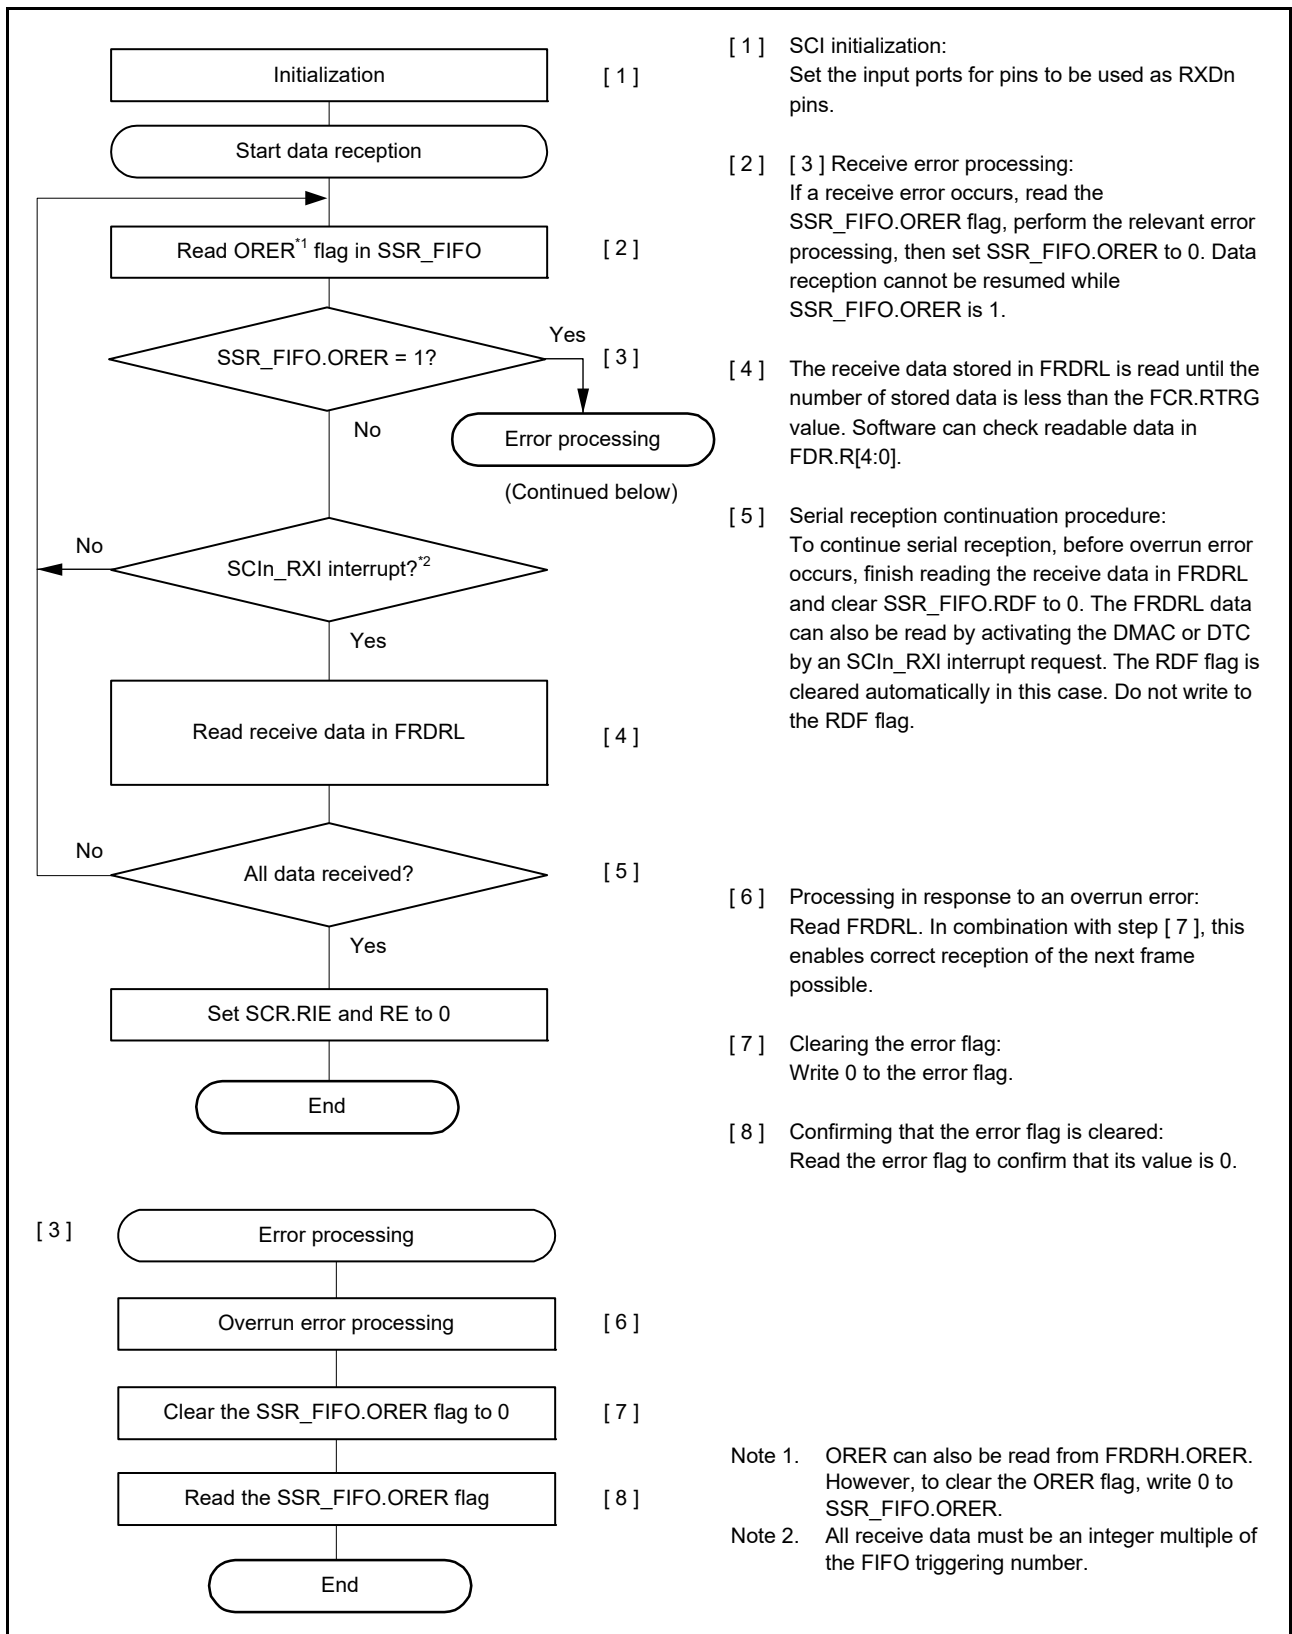 Initialization
[ 1 ]
Start data reception
Read ORER*1 flag in SSR_FIFO
[ 2 ]
SSR_FIFO.ORER = 1?
Yes
[ 3 ]
No
Error processing
(Continued below)
No
SCIn_RXI interrupt?*2
Yes
Read receive data in FRDRL
[ 4 ]
No
All data received?
[ 5 ]
Yes
Set SCR.RIE and RE to 0
End
[ 3 ]
Error processing
Overrun error processing
[ 6 ]
Clear the SSR_FIFO.ORER flag to 0
[ 7 ]
Read the SSR_FIFO.ORER flag
[ 8 ]
End
[ 1 ] SCI initialization:
Set the input ports for pins to be used as RXDn
pins.
[ 2 ] [ 3 ] Receive error processing:
If a receive error occurs, read the
SSR_FIFO.ORER flag, perform the relevant error
processing, then set SSR_FIFO.ORER to 0. Data
reception cannot be resumed while
SSR_FIFO.ORER is 1.
[ 4 ] The receive data stored in FRDRL is read until the
number of stored data is less than the FCR.RTRG
value. Software can check readable data in
FDR.R[4:0].
[ 5 ] Serial reception continuation procedure:
To continue serial reception, before overrun error
occurs, finish reading the receive data in FRDRL
and clear SSR_FIFO.RDF to 0. The FRDRL data
can also be read by activating the DMAC or DTC
by an SCIn_RXI interrupt request. The RDF flag is
cleared automatically in this case. Do not write to
the RDF flag.
[ 6 ] Processing in response to an overrun error:
Read FRDRL. In combination with step [ 7 ], this
enables correct reception of the next frame
possible.
[ 7 ] Clearing the error flag:
Write 0 to the error flag.
[ 8 ] Confirming that the error flag is cleared:
Read the error flag to confirm that its value is 0.
Note 1. ORER can also be read from FRDRH.ORER.
However, to clear the ORER flag, write 0 to
SSR_FIFO.ORER.
Note 2. All receive data must be an integer multiple of
the FIFO triggering number.